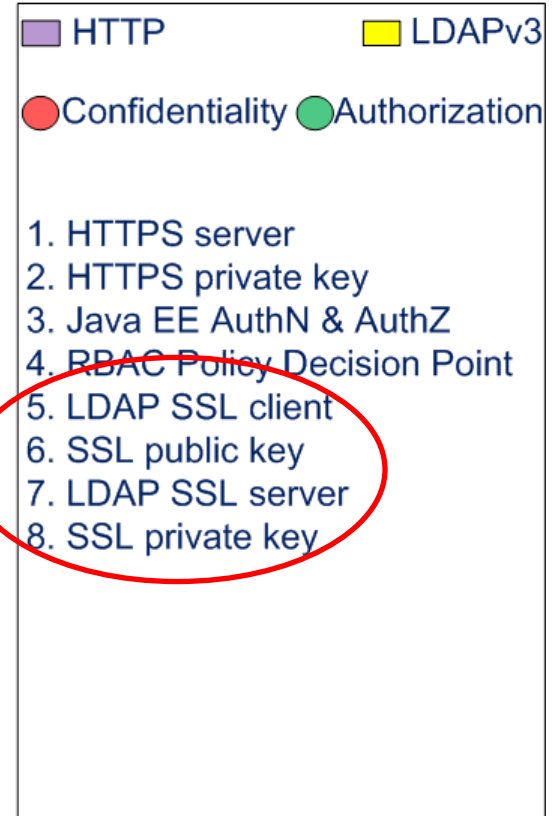 HTTP LDAPv3
Confidentiality Authorization
1. HTTPS server
2. HTTPS private key
3. Java EE AuthN & AuthZ
4. RBAC Policy Decision Point
5. LDAP SSL client
6. SSL public key
7. LDAP SSL server
8. SSL private key